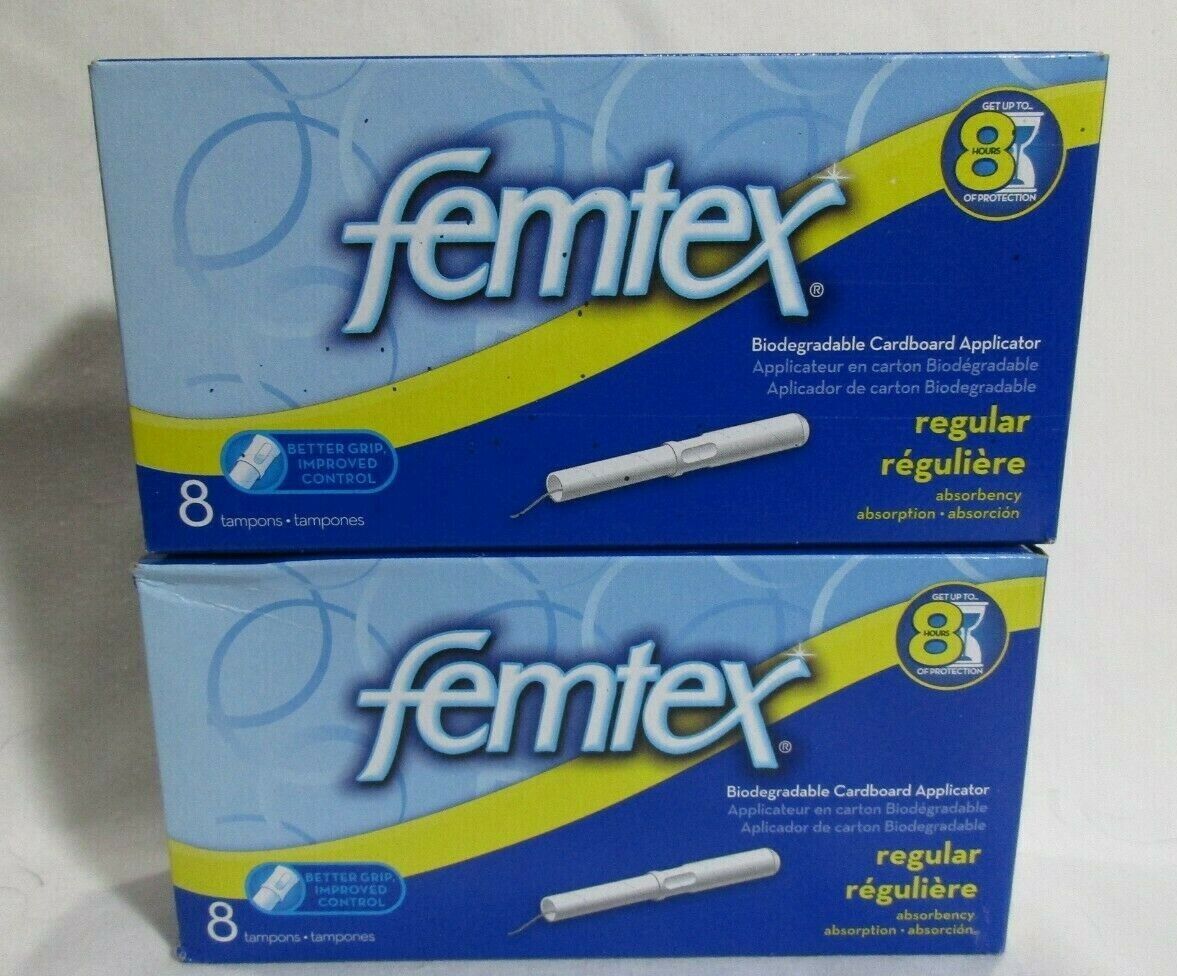 GET UP TO...
8
HOURS
OF PROTECTION
femtex®
Biodegradable Cardboard Applicator
Applicateur en carton Biodégradable
Aplicador de carton Biodegradable
regular
régulière
absorbency
absorption • absorción
BETTER GRIP,
IMPROVED
CONTROL
8 tampons • tampones
GET UP TO...
8
HOURS
OF PROTECTION
femtex®
Biodegradable Cardboard Applicator
Applicateur en carton Biodégradable
Aplicador de carton Biodegradable
regular
régulière
absorbency
absorption • absorción
BETTER GRIP,
IMPROVED
CONTROL
8 tampons • tampones